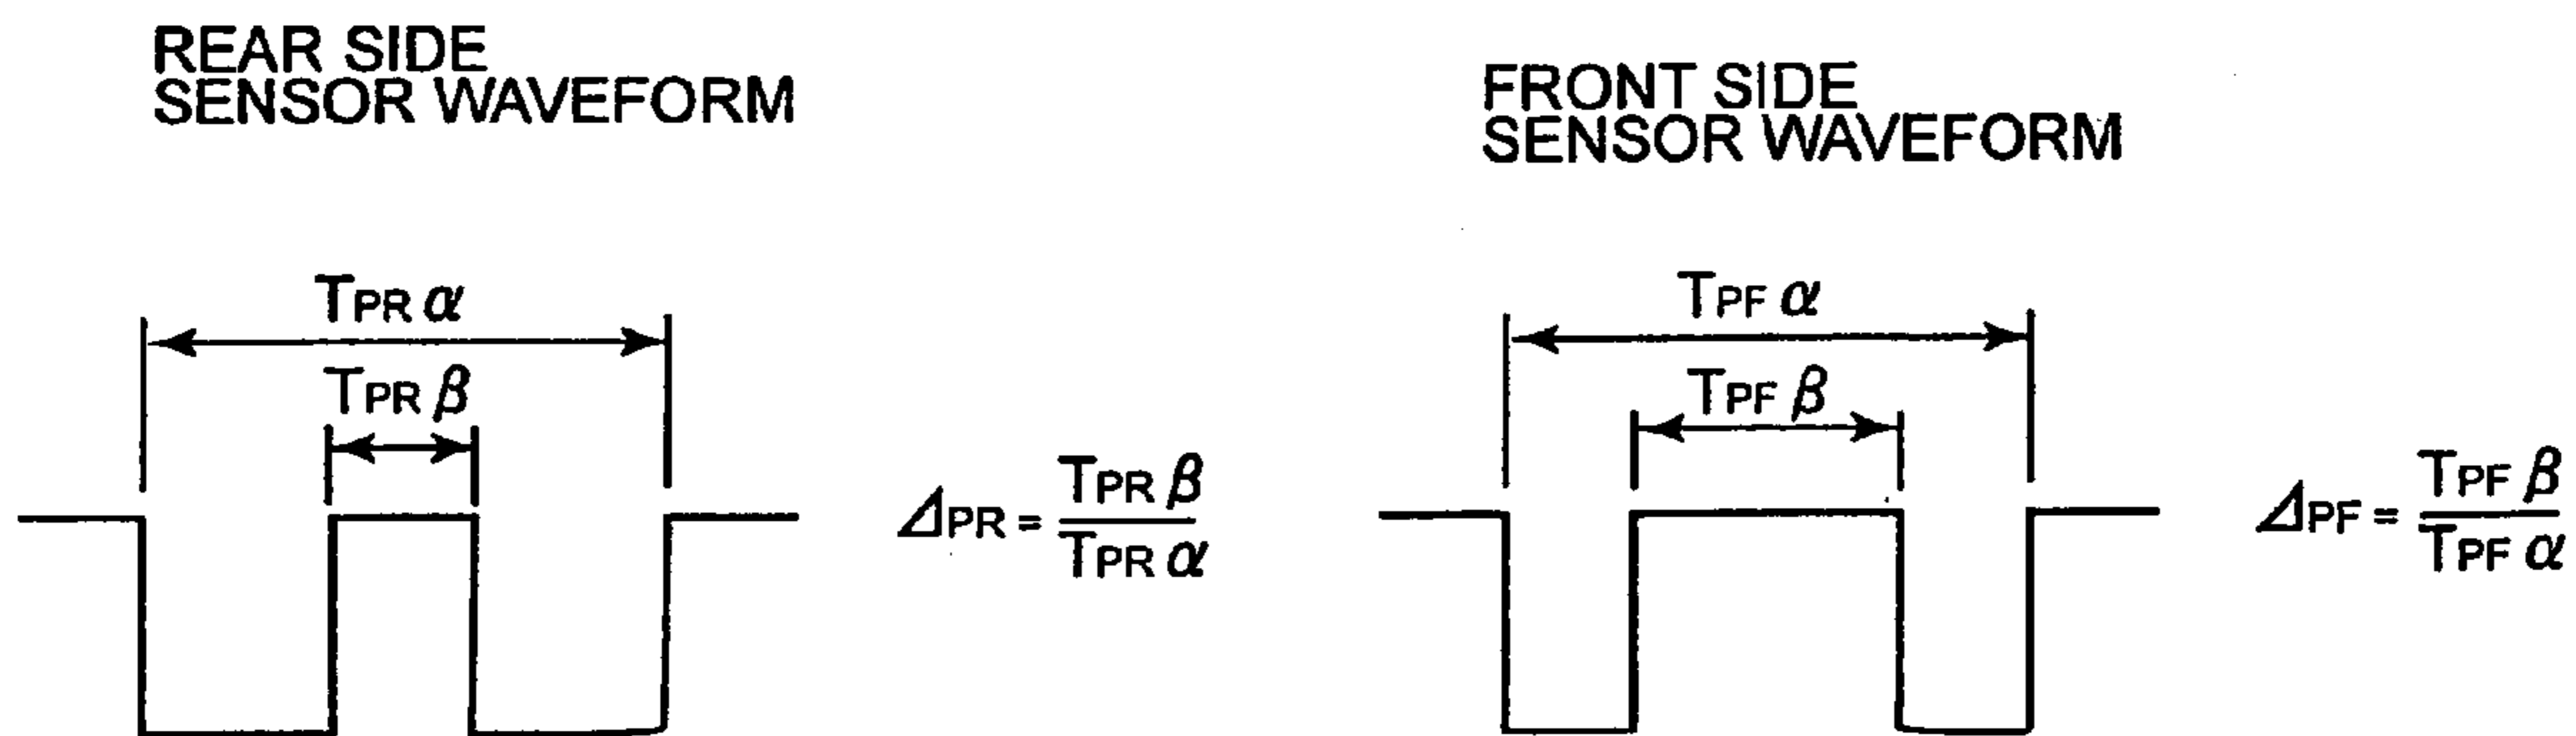 REAR SIDE
SENSOR WAVEFORM
TPR α
TPR β
ΔPR = TPR β / TPR α
FRONT SIDE
SENSOR WAVEFORM
TPF α
TPF β
ΔPF = TPF β / TPF α